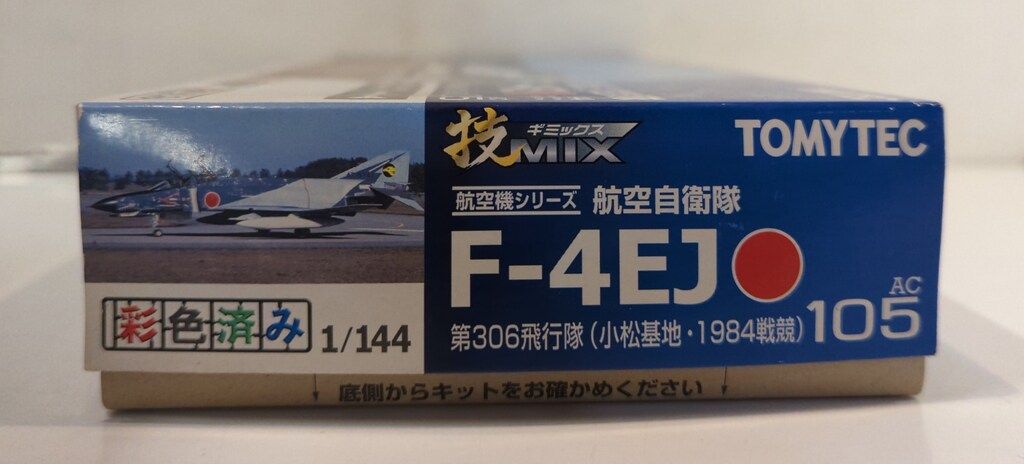 技MIX
ギミックス
TOMYTEC
航空機シリーズ 航空自衛隊
F-4EJ
第306飛行隊(小松基地・1984戦競)
AC
105
彩色済み
1/144
底側からキットをお確かめください